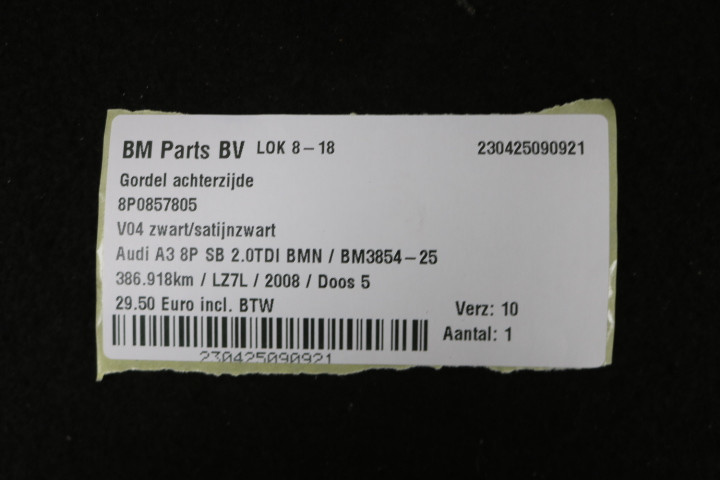 BM Parts BV LOK 8-18 230425090921
Gordel achterzijde
8P0857805
V04 zwart/satijnzwart
Audi A3 8P SB 2.0TDI BMN / BM3854-25
386.918km / LZ7L / 2008 / Doos 5
29.50 Euro incl. BTW Verz: 10
Aantal: 1
230425090921